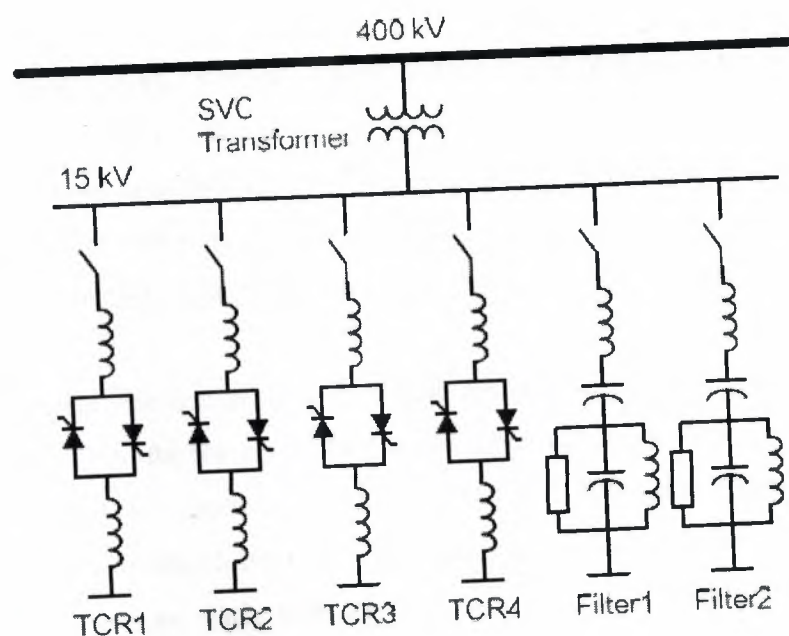 400 kV
SVC
Transformer
15 kV
TCR1 TCR2 TCR3 TCR4 Filter1 Filter2